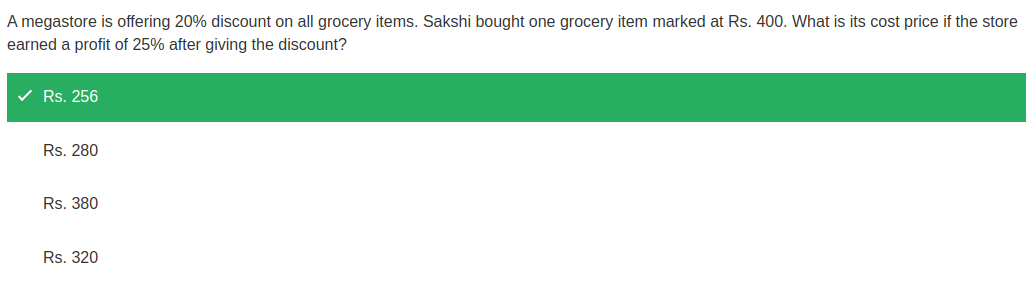 A megastore is offering 20% discount on all grocery items. Sakshi bought one grocery item marked at Rs. 400. What is its cost price if the store
earned a profit of 25% after giving the discount?
Rs. 256
Rs. 280
Rs. 380
Rs. 320